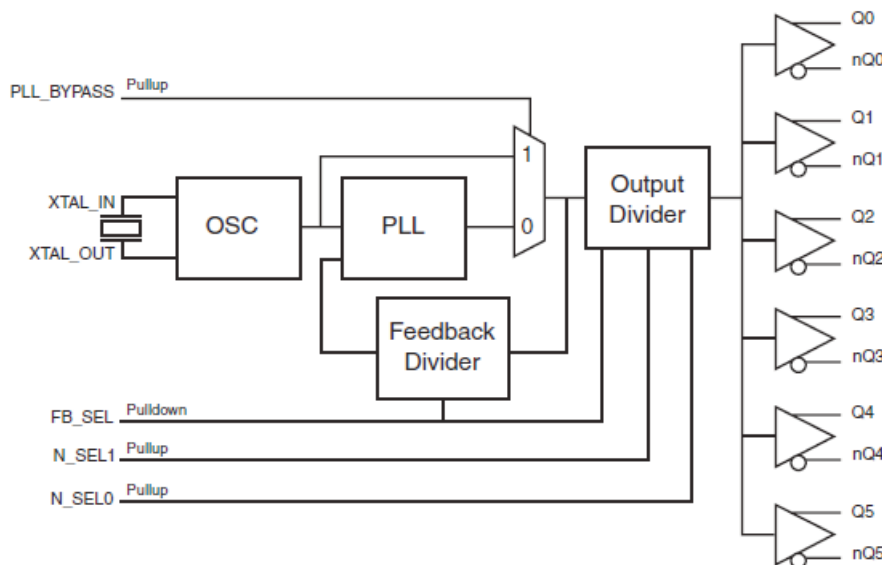 Q0
nQ0
PLL_BYPASS Pullup
Q1
nQ1
1
XTAL_IN
OSC
PLL
0
Output
Divider
XTAL_OUT
Q2
nQ2
Feedback
Divider
Q3
nQ3
FB_SEL Pulldown
N_SEL1 Pullup
N_SEL0 Pullup
Q4
nQ4
Q5
nQ5